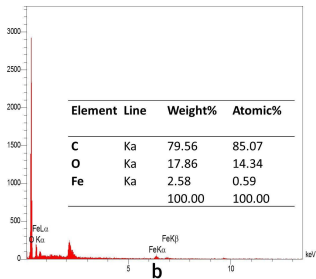 3000
2500
2000
1500
1000
500
0
Element Line Weight% Atomic%
C Ka 79.56 85.07
O Ka 17.86 14.34
Fe Ka 2.58 0.59
100.00 100.00
FeLα
O Kα
FeKα
FeKβ
5
10
keV
b